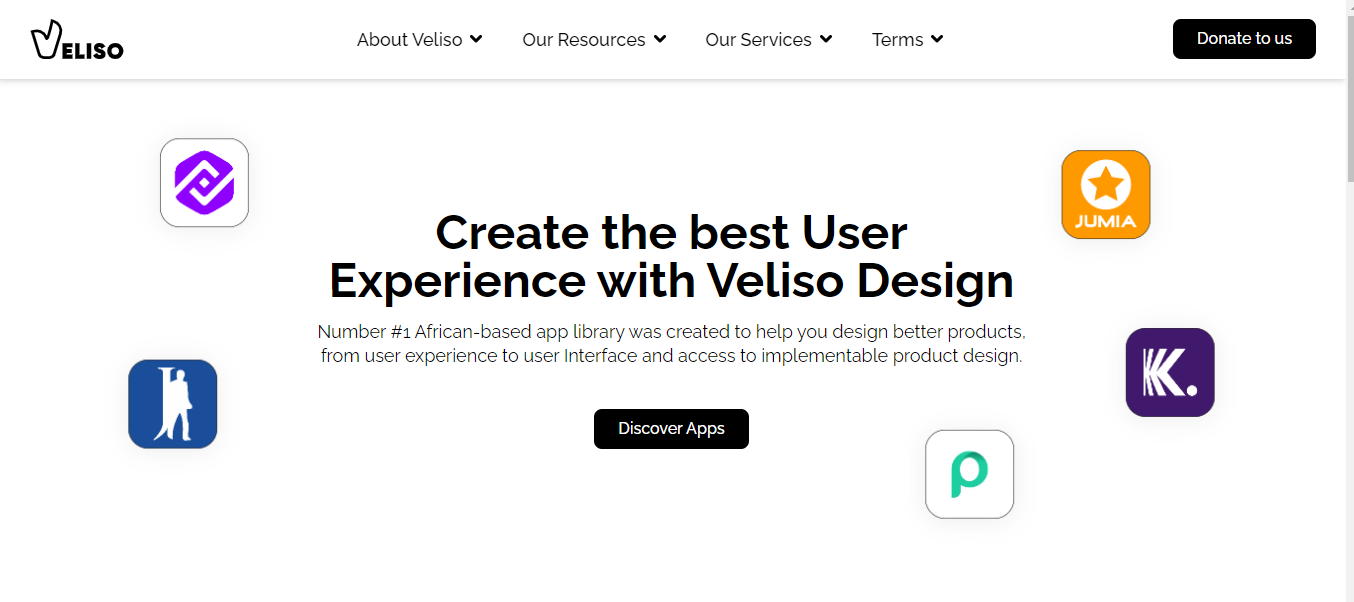 VELISO
About Veliso
Our Resources
Our Services
Terms
Donate to us
JUMIA
Create the best User
Experience with Veliso Design
Number #1 African-based app library was created to help you design better products,
from user experience to user Interface and access to implementable product design.
K.
Discover Apps